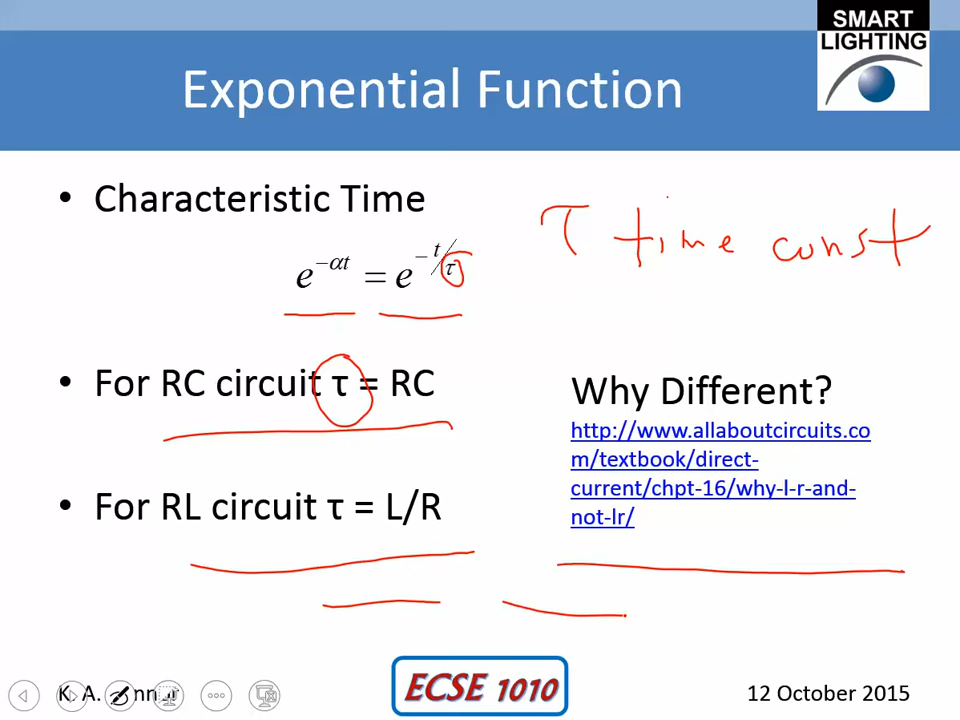 SMART
LIGHTING
Exponential Function
• Characteristic Time
τ time const
e^{-αt} = e^{-t/τ}
• For RC circuit τ = RC
Why Different?
http://www.allaboutcircuits.co
m/textbook/direct-
current/chpt-16/why-l-r-and-
not-lr/
• For RL circuit τ = L/R
K. A.
ECSE 1010
12 October 2015